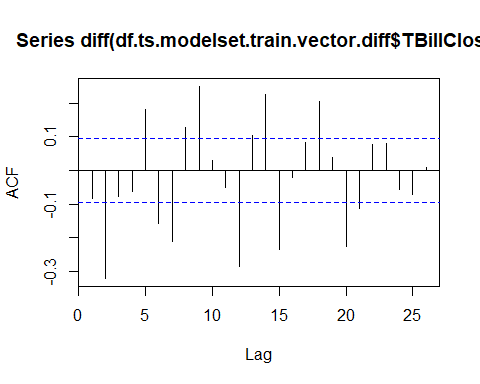 Series diff(df.ts.modelset.train.vector.diff$TBillClos
ACF
0.1
-0.1
-0.3
0 5 10 15 20 25
Lag